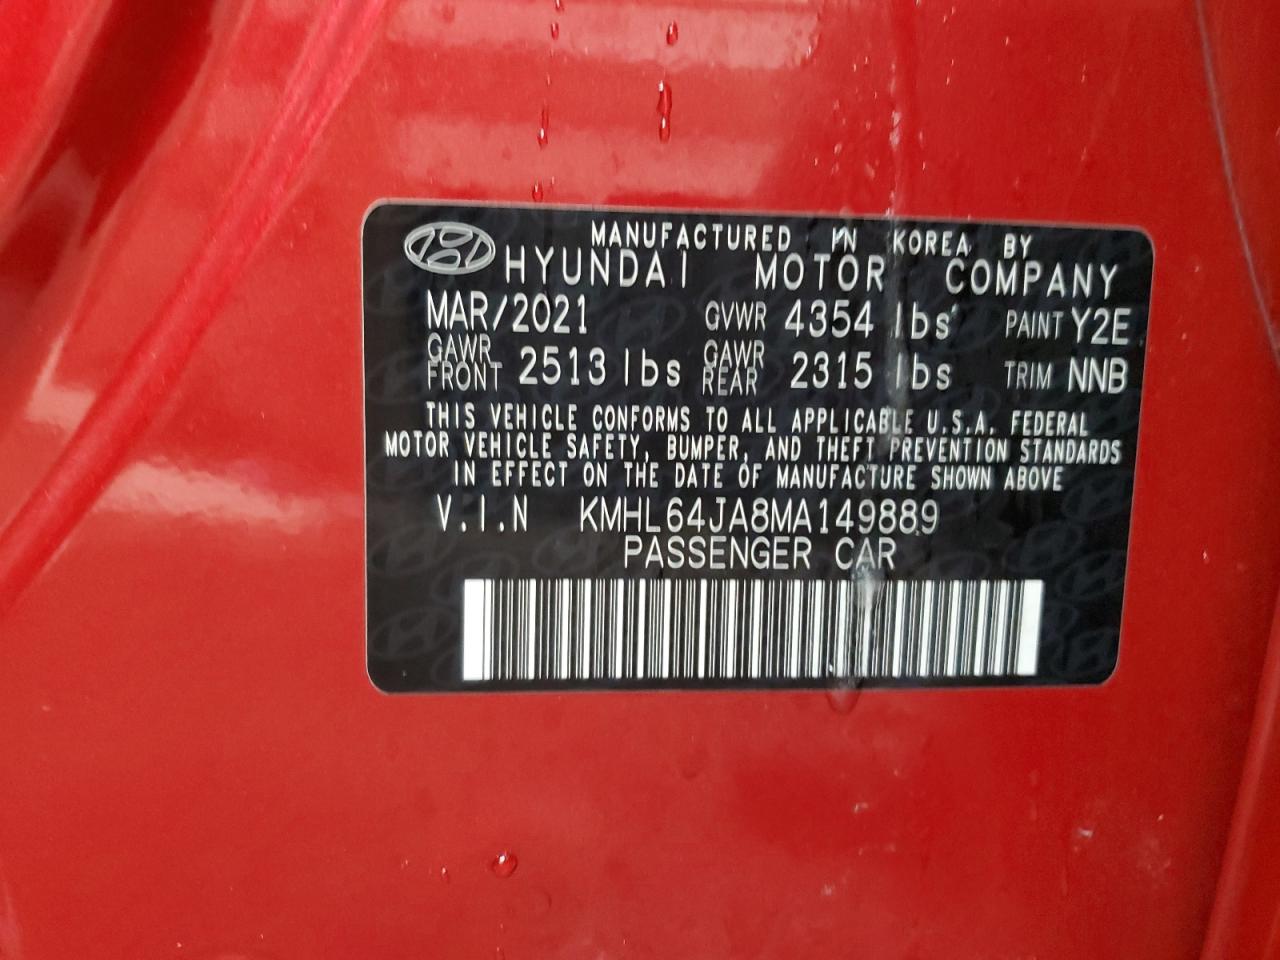 MANUFACTURED IN KOREA BY
HYUNDAI MOTOR COMPANY
MAR/2021 GVWR 4354 lbs PAINT Y2E
GAWR FRONT 2513 lbs GAWR REAR 2315 lbs TRIM NNB
THIS VEHICLE CONFORMS TO ALL APPLICABLE U.S.A. FEDERAL
MOTOR VEHICLE SAFETY, BUMPER, AND THEFT PREVENTION STANDARDS
IN EFFECT ON THE DATE OF MANUFACTURE SHOWN ABOVE
V.I.N KMHL64JA8MA149889
PASSENGER CAR